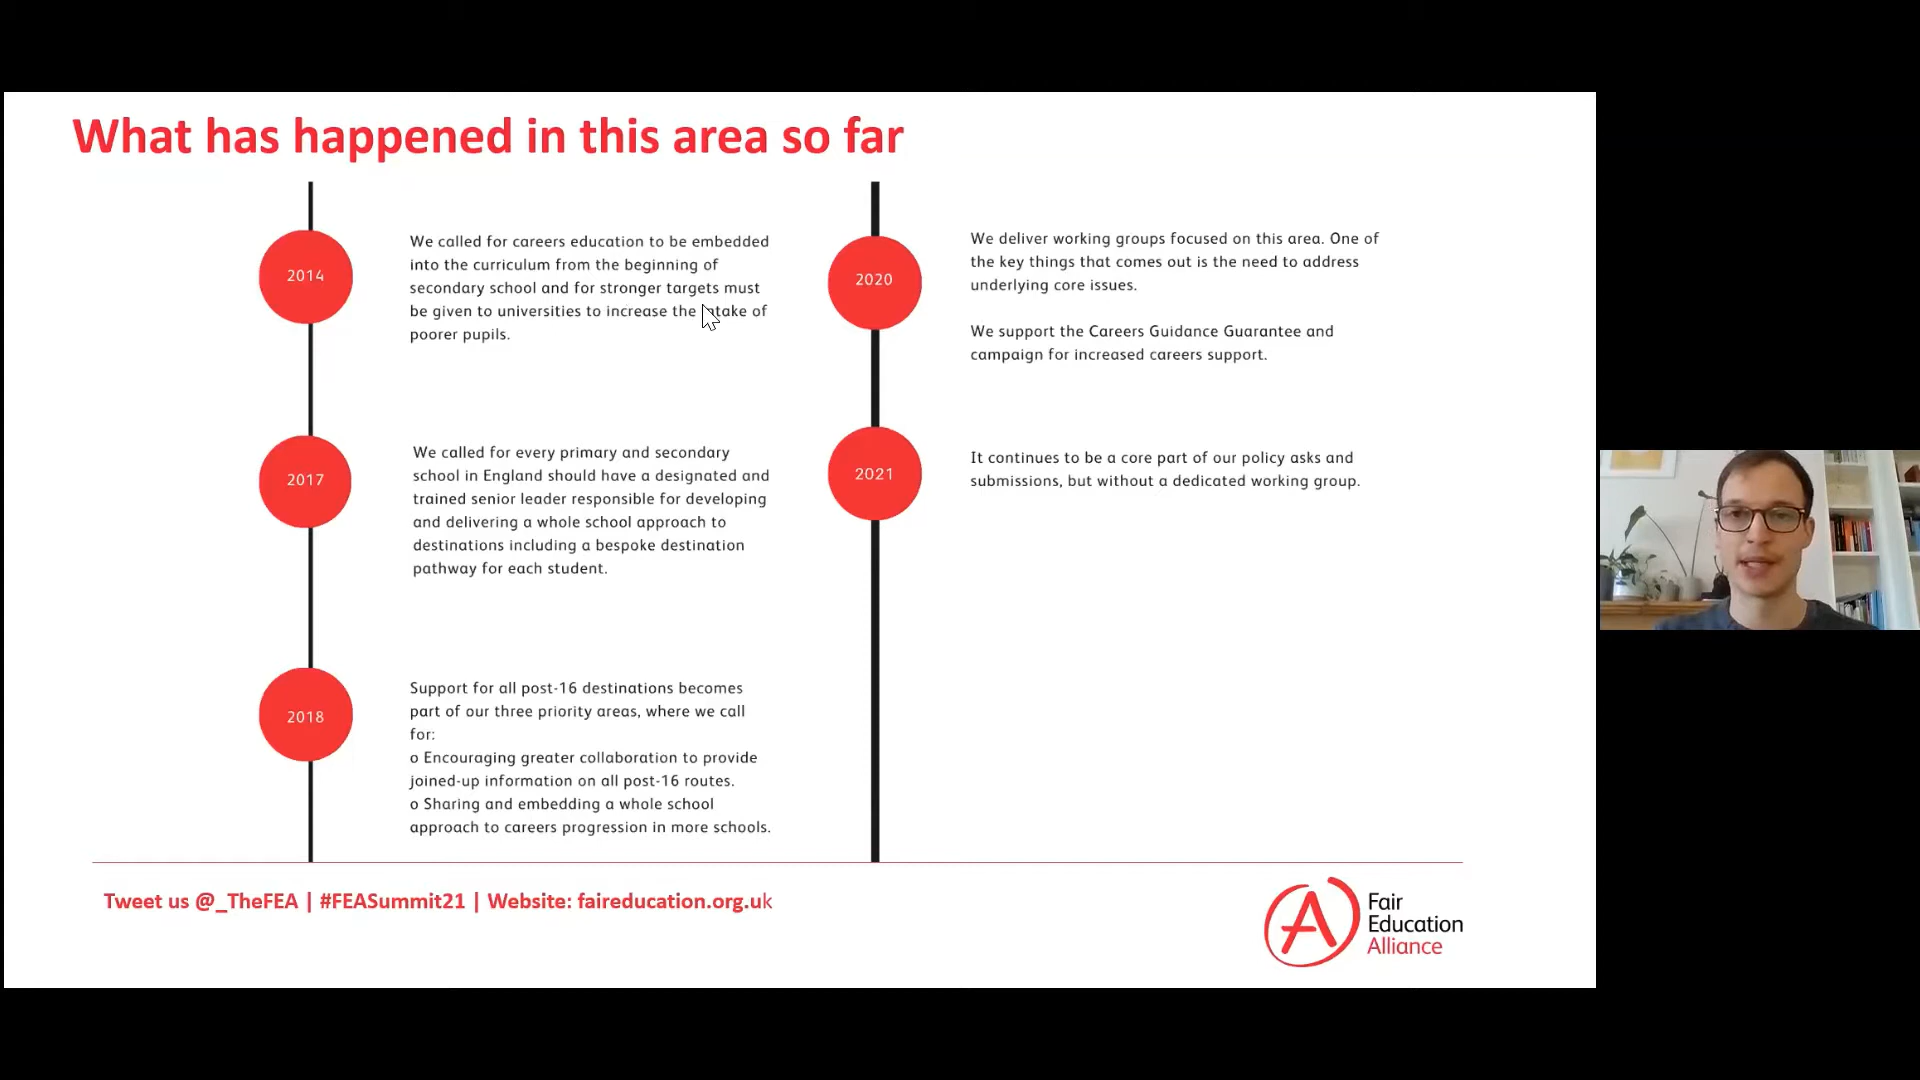 What has happened in this area so far
2014
We called for careers education to be embedded
into the curriculum from the beginning of
secondary school and for stronger targets must
be given to universities to increase the intake of
poorer pupils.
2017
We called for every primary and secondary
school in England should have a designated and
trained senior leader responsible for developing
and delivering a whole school approach to
destinations including a bespoke destination
pathway for each student.
2018
Support for all post-16 destinations becomes
part of our three priority areas, where we call
for:
o Encouraging greater collaboration to provide
joined-up information on all post-16 routes.
o Sharing and embedding a whole school
approach to careers progression in more schools.
2020
We deliver working groups focused on this area. One of
the key things that comes out is the need to address
underlying core issues.
We support the Careers Guidance Guarantee and
campaign for increased careers support.
2021
It continues to be a core part of our policy asks and
submissions, but without a dedicated working group.
Tweet us @_TheFEA | #FEASummit21 | Website: faireducation.org.uk
Fair
Education
Alliance